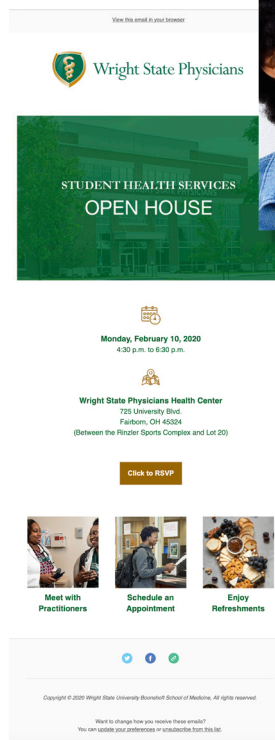 View this email in your browser
Wright State Physicians
STUDENT HEALTH SERVICES
OPEN HOUSE
Monday, February 10, 2020
4:30 p.m. to 6:30 p.m.
Wright State Physicians Health Center
725 University Blvd.
Fairborn, OH 45324
(Between the Rinzler Sports Complex and Lot 20)
Click to RSVP
Meet with
Practitioners
Schedule an
Appointment
Enjoy
Refreshments
Copyright © 2020 Wright State University Boonshoft School of Medicine, All rights reserved.
Want to change how you receive these emails?
You can update your preferences or unsubscribe from this list.